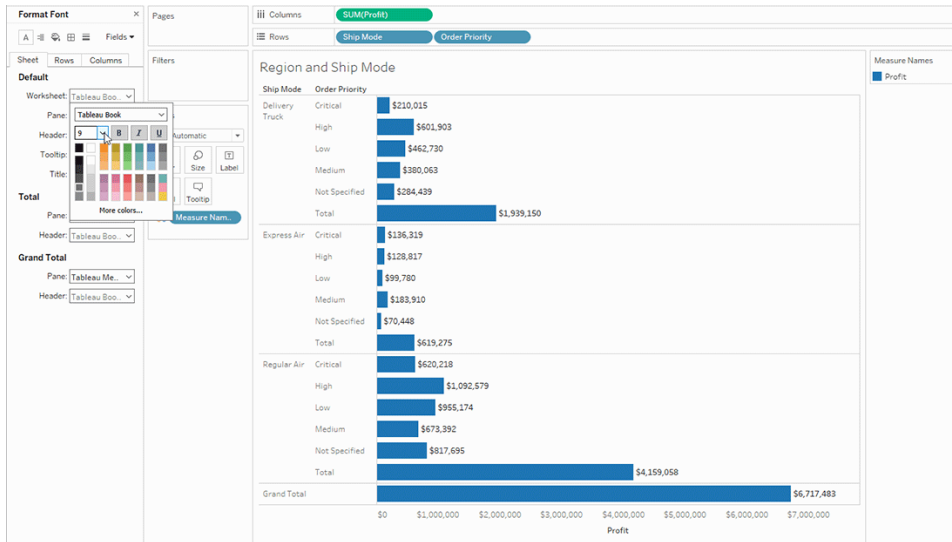 Format Font ×
A Fields ▾
Sheet Rows Columns
Default
Worksheet: Tableau Boo..
Pane:
Tableau Book
Header:
9 B I U
Tooltip:
Title:
More colors...
Total
Pane:
Header: Tableau Boo..
Grand Total
Pane: Tableau Me...
Header: Tableau Boo..
Pages
Filters
Automatic
Size Label
Tooltip
Measure Nam..
Columns SUM(Profit)
Rows Ship Mode Order Priority
Region and Ship Mode
Ship Mode Order Priority
Delivery Truck Critical $210,015
High $601,903
Low $462,730
Medium $380,063
Not Specified $284,439
Total $1,939,150
Express Air Critical $136,319
High $128,817
Low $99,780
Medium $183,910
Not Specified $70,448
Total $619,275
Regular Air Critical $620,218
High $1,092,579
Low $955,174
Medium $673,392
Not Specified $817,695
Total $4,159,058
Grand Total $6,717,483
$0 $1,000,000 $2,000,000 $3,000,000 $4,000,000 $5,000,000 $6,000,000 $7,000,000
Profit
Measure Names
Profit